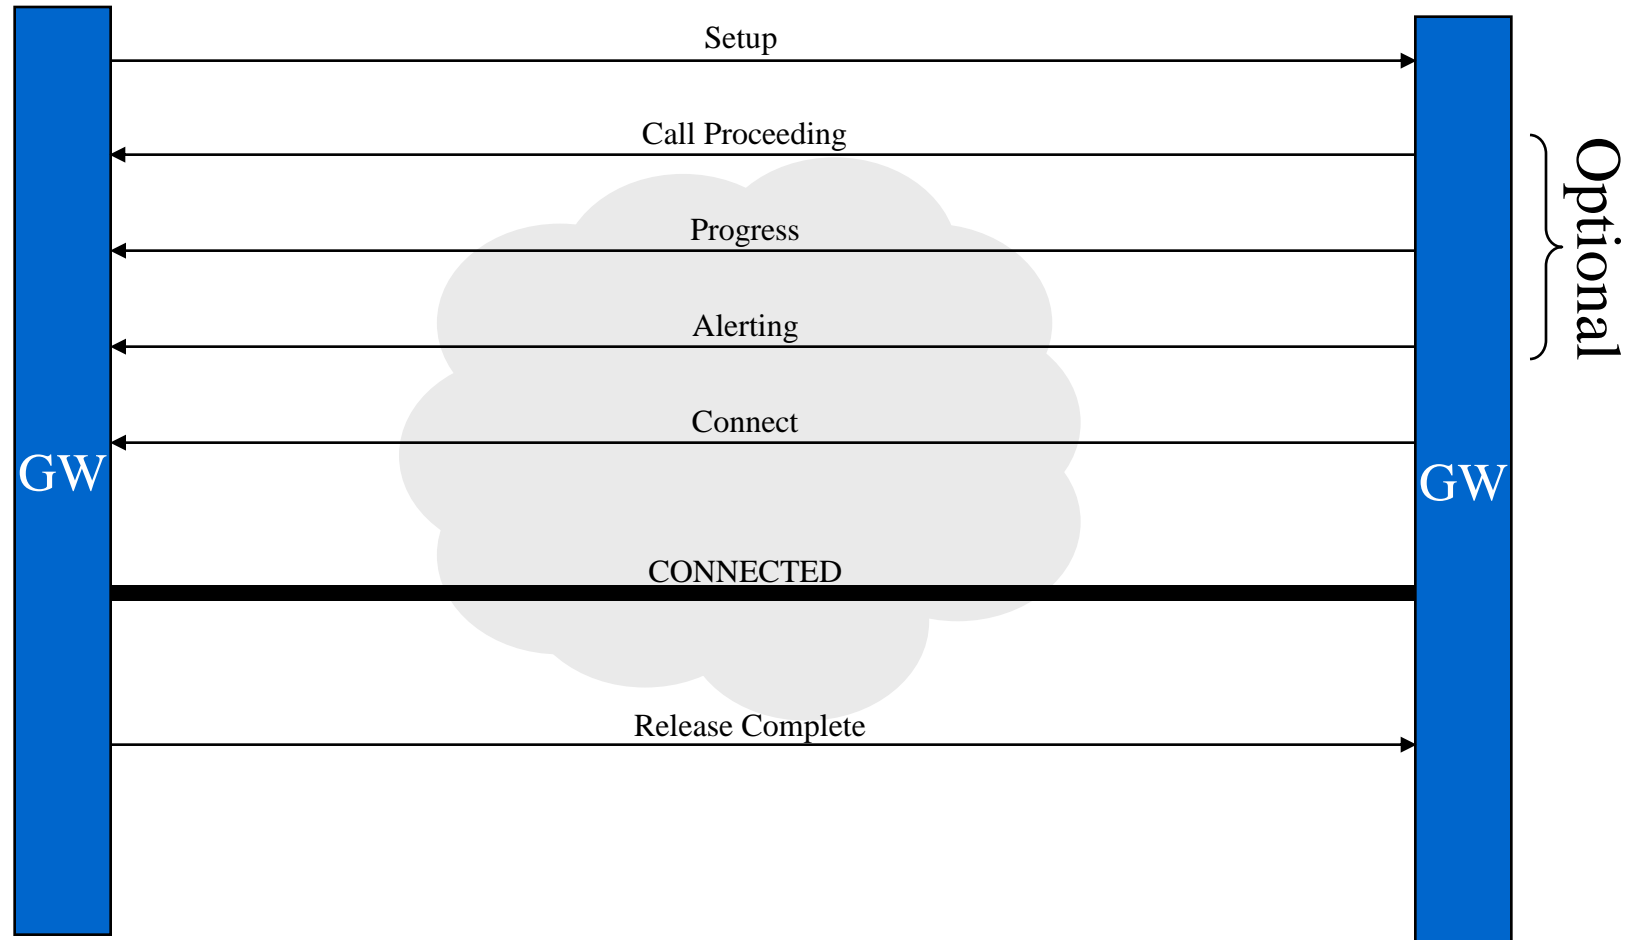 Setup
Call Proceeding
Progress
Alerting
Connect
GW
GW
CONNECTED
Release Complete
Optional